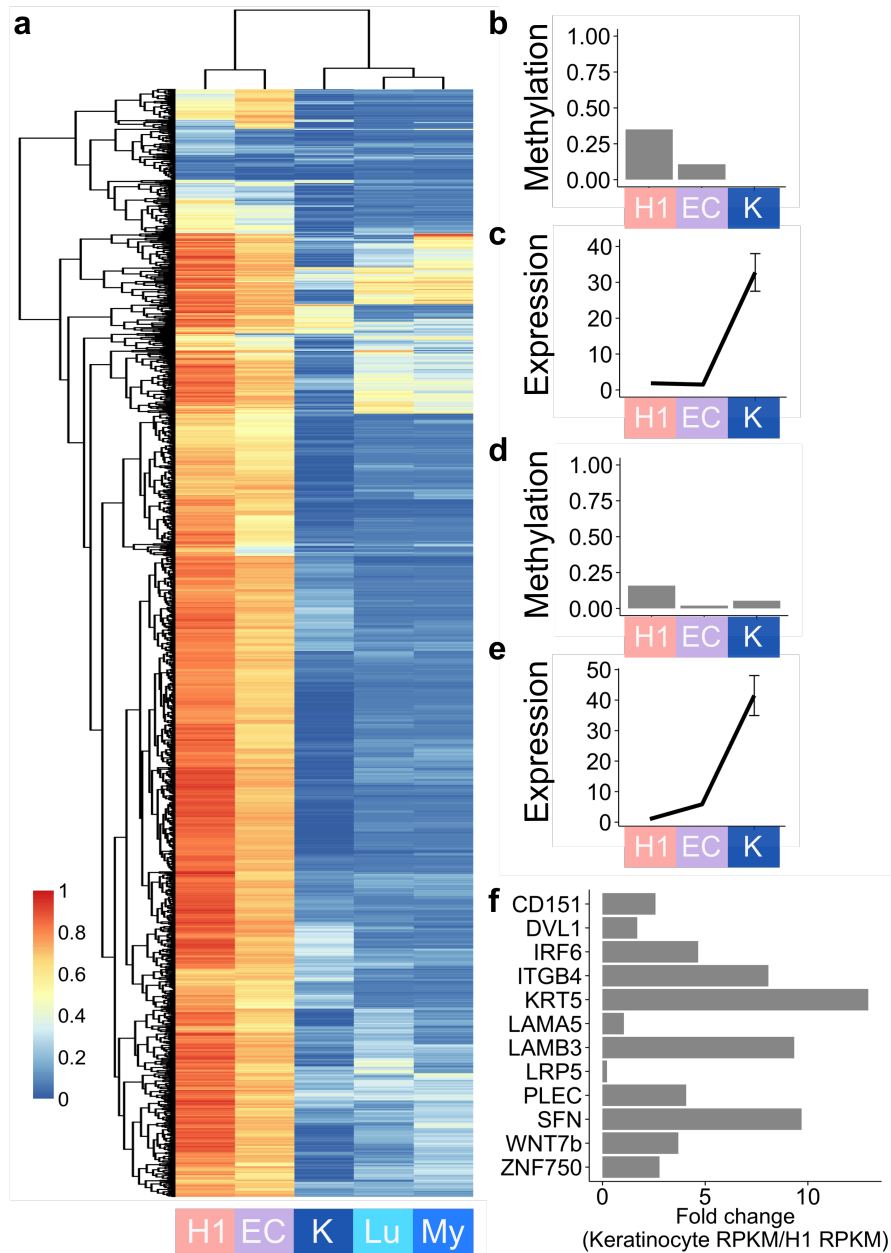 a
1
0.8
0.6
0.4
0.2
0
H1 EC K Lu My
b
Methylation
1.00
0.75
0.50
0.25
0.00
H1 EC K
c
Expression
40
30
20
10
0
H1 EC K
d
Methylation
1.00
0.75
0.50
0.25
0.00
H1 EC K
e
Expression
50
40
30
20
10
0
H1 EC K
f
CD151
DVL1
IRF6
ITGB4
KRT5
LAMA5
LAMB3
LRP5
PLEC
SFN
WNT7b
ZNF750
0 5 10
Fold change
(Keratinocyte RPKM/H1 RPKM)